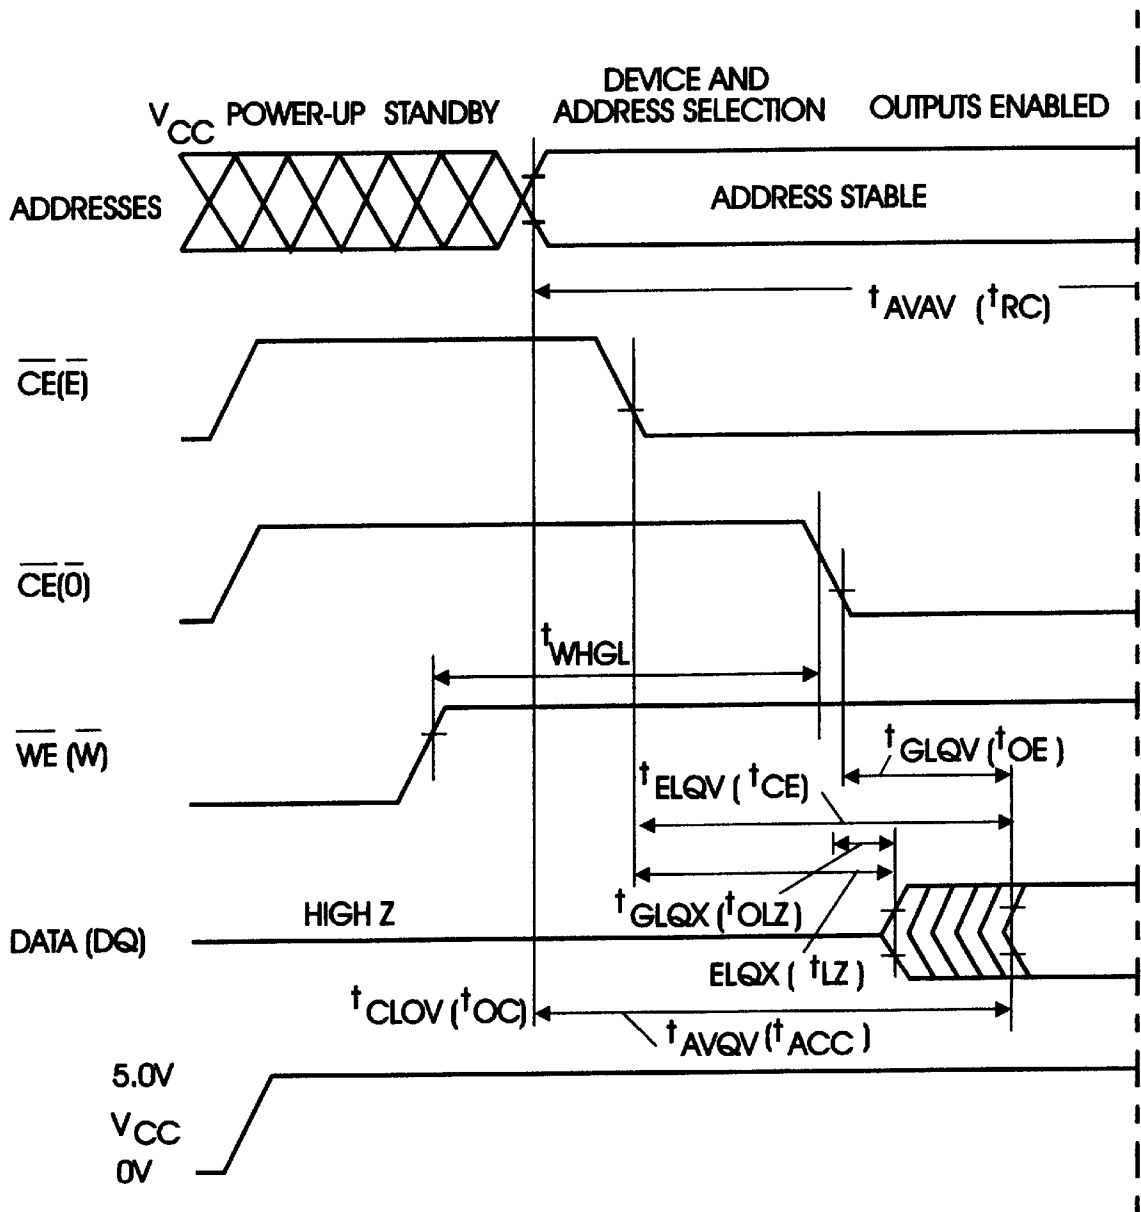 DEVICE AND
V CC POWER-UP STANDBY ADDRESS SELECTION OUTPUTS ENABLED
ADDRESSES ADDRESS STABLE
t AVAV (t RC)
CE(E)
CE(0)
t WHGL
WE (W)
t GLQV (t OE)
t ELQV (t CE)
t GLQX (t OLZ)
HIGH Z
DATA (DQ)
ELQX (t LZ)
t CLOV (t OC)
t AVQV (t ACC)
5.0V
V CC
0V